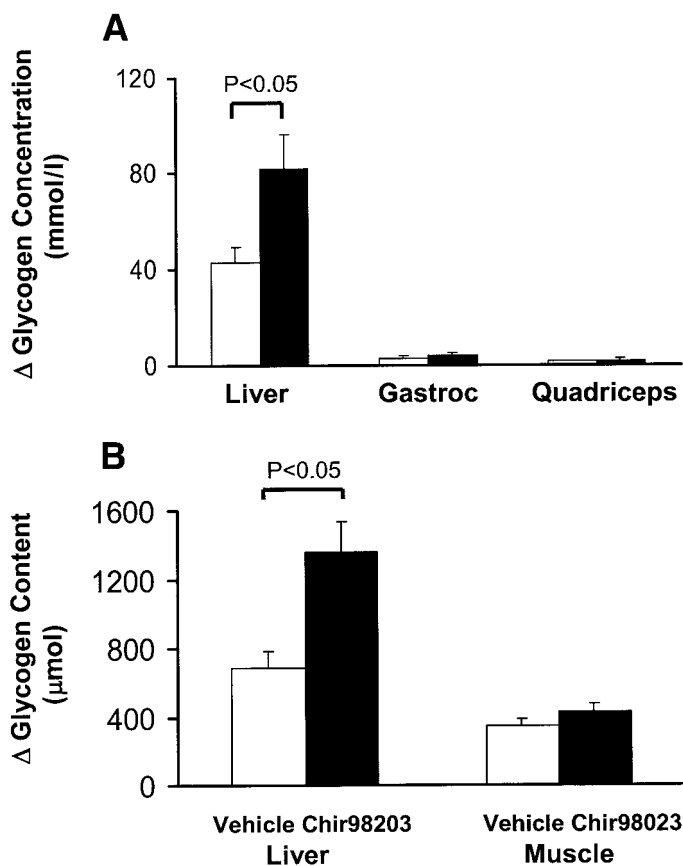 A
Δ Glycogen Concentration
(mmol/l)
120
80
40
0
P<0.05
Liver Gastroc Quadriceps
B
Δ Glycogen Content
(μmol)
1600
1200
800
400
0
P<0.05
Vehicle Chir98203 Vehicle Chir98023
Liver Muscle